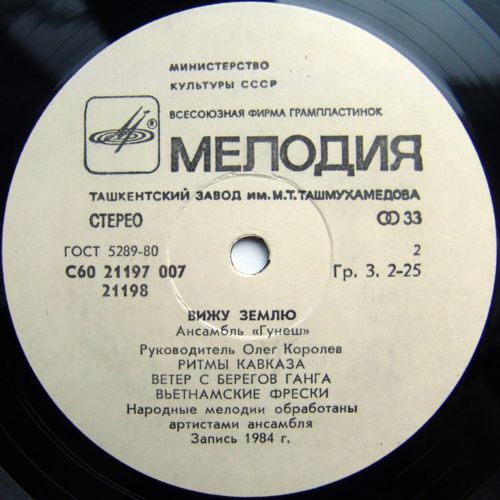 МИНИСТЕРСТВО
КУЛЬТУРЫ СССР
ВСЕСОЮЗНАЯ ФИРМА ГРАМПЛАСТИНОК
®
МЕЛОДИЯ
ТАШКЕНТСКИЙ ЗАВОД ИМ. М.Т. ТАШМУХАМЕДОВА
СТЕРЕО 33
ГОСТ 5289-80 2
С60 21197 007 Гр. 3. 2-25
21198
ВИЖУ ЗЕМЛЮ
Ансамбль «Гунеш»
Руководитель Олег Королев
РИТМЫ КАВКАЗА
ВЕТЕР С БЕРЕГОВ ГАНГА
ВЬЕТНАМСКИЕ ФРЕСКИ
Народные мелодии обработаны
артистами ансамбля
Запись 1984 г.